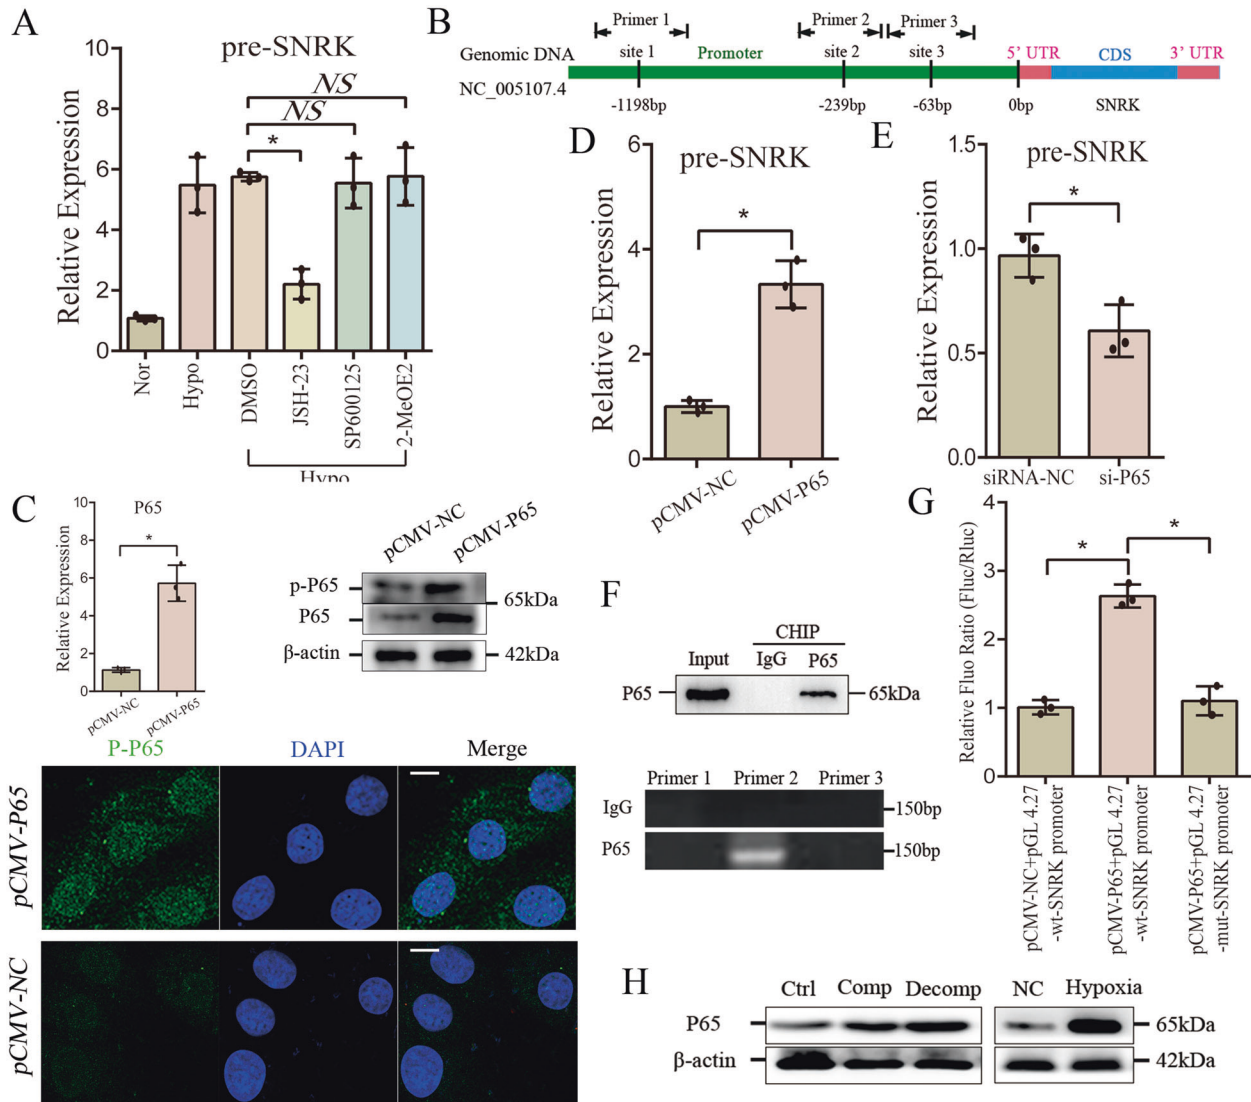 A
pre-SNRK
Relative Expression
10
8
6
4
2
0
NS
NS
*
Nor
Hypo
DMSO
JSH-23
SP600125
2-MeOE2
Hypo
B
Primer 1
Primer 2
Primer 3
Genomic DNA
site 1
Promoter
site 2
site 3
5' UTR
CDS
3' UTR
NC_005107.4
-1198bp
-239bp
-63bp
0bp
SNRK
C
P65
Relative Expression
10
8
6
4
2
0
*
pCMV-NC
pCMV-P65
pCMV-NC
pCMV-P65
p-P65
65kDa
P65
β-actin
42kDa
P-P65
DAPI
Merge
pCMV-P65
pCMV-NC
D
pre-SNRK
Relative Expression
6
4
2
0
*
pCMV-NC
pCMV-P65
E
pre-SNRK
Relative Expression
1.5
1.0
0.5
0.0
*
siRNA-NC
si-P65
F
CHIP
Input
IgG
P65
P65
65kDa
Primer 1
Primer 2
Primer 3
IgG
150bp
P65
150bp
G
Relative Fluo Ratio (Fluc/Rluc)
4
3
2
1
0
*
*
pCMV-NC+pGL 4.27
-wt-SNRK promoter
pCMV-P65+pGL 4.27
-wt-SNRK promoter
pCMV-P65+pGL 4.27
-mut-SNRK promoter
H
Ctrl
Comp
Decomp
NC
Hypoxia
P65
65kDa
β-actin
42kDa